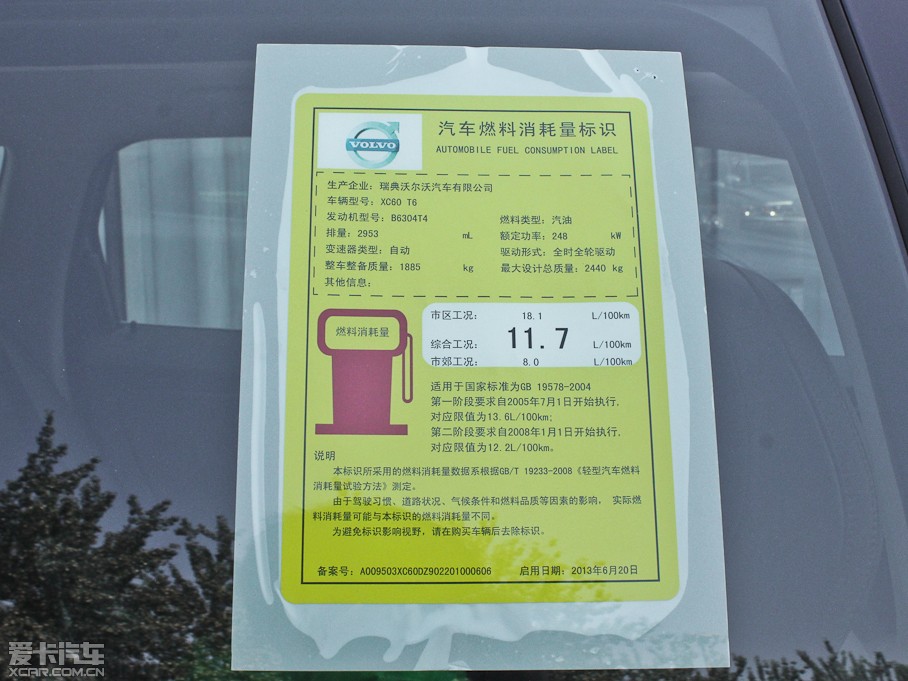 VOLVO
汽车燃料消耗量标识
AUTOMOBILE FUEL CONSUMPTION LABEL
生产企业：瑞典沃尔沃汽车有限公司
车辆型号：XC60 T6
发动机型号：B6304T4 燃料类型：汽油
排量：2953 mL 额定功率：248 kW
变速器类型：自动 驱动形式：全时全轮驱动
整车整备质量：1885 kg 最大设计总质量：2440 kg
其他信息：
燃料消耗量
市区工况： 18.1 L/100km
综合工况： 11.7 L/100km
市郊工况： 8.0 L/100km
适用于国家标准为GB 19578-2004
第一阶段要求自2005年7月1日开始执行.
对应限值为13.6L/100km;
第二阶段要求自2008年1月1日开始执行.
对应限值为12.2L/100km。
说明
本标识所采用的燃料消耗量数据系根据GB/T 19233-2008《轻型汽车燃料
消耗量试验方法》测定。
由于驾驶习惯、道路状况、气候条件和燃料品质等因素的影响， 实际燃
料消耗量可能与本标识的燃料消耗量不同。
为避免标识影响视野，请在购买车辆后去除标识。
备案号：A009503XC60DZ902201000606 启用日期：2013年6月20日
爱卡汽车
XCAR.COM.CN